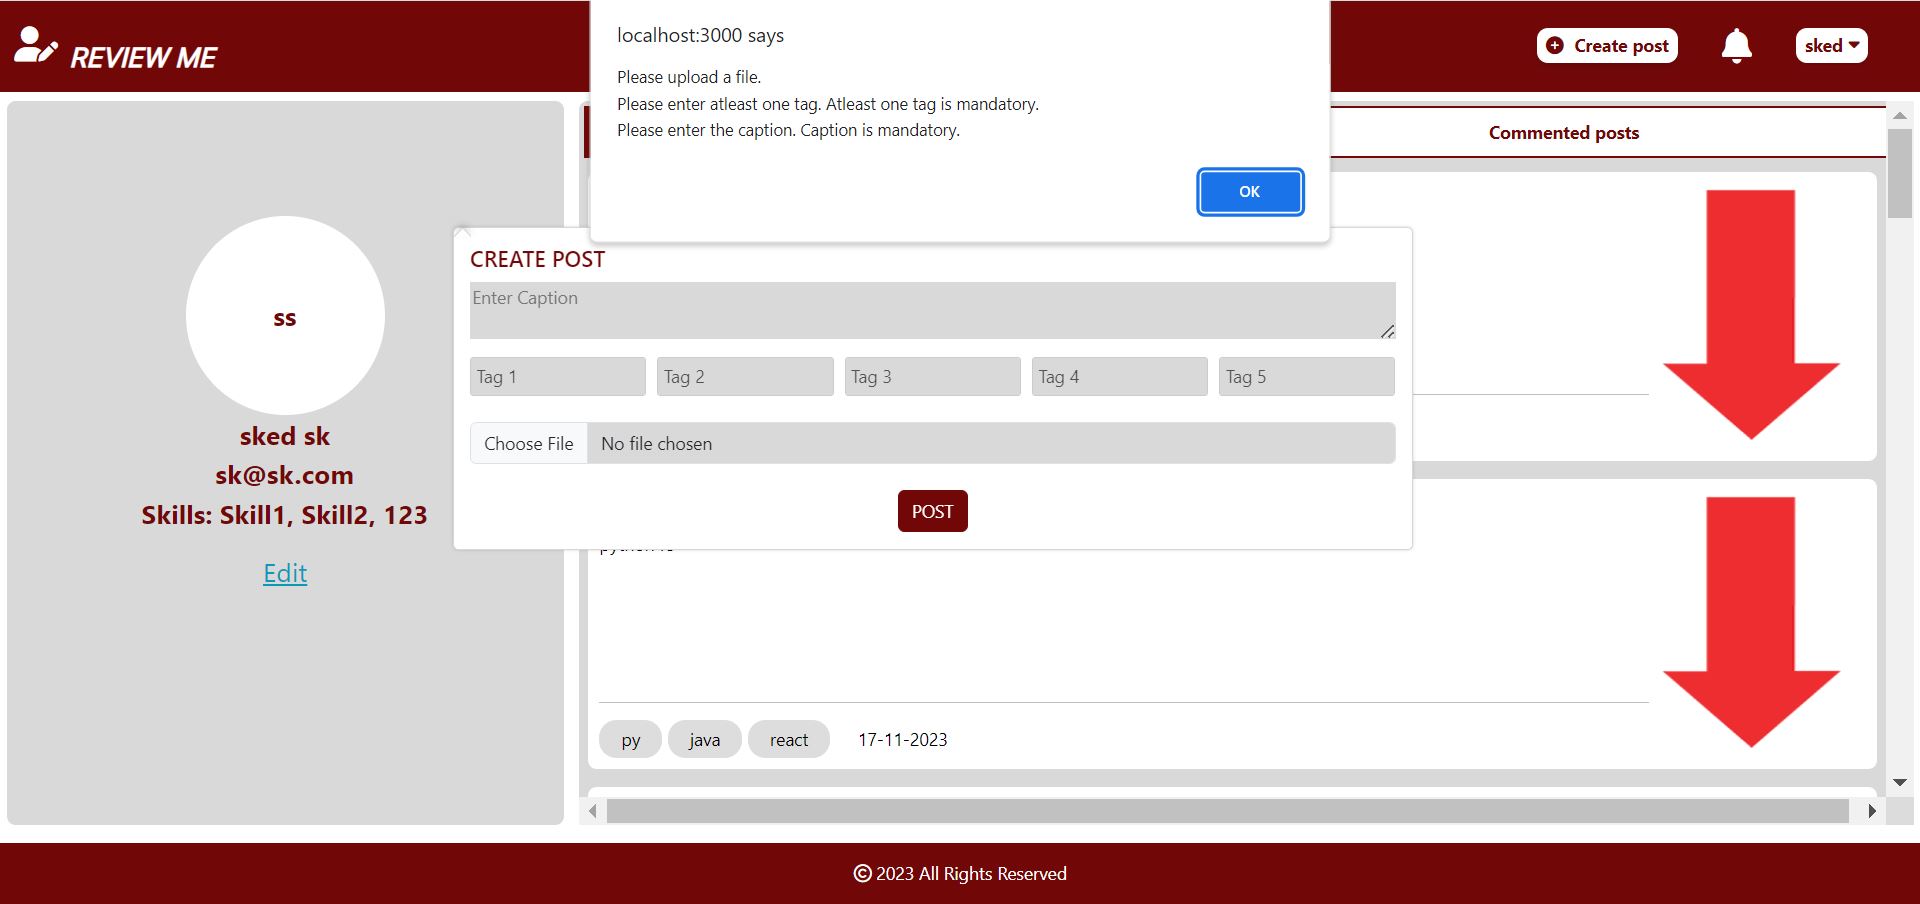 REVIEW ME
Create post
sked
localhost:3000 says
Please upload a file.
Please enter atleast one tag. Atleast one tag is mandatory.
Please enter the caption. Caption is mandatory.
OK
Commented posts
ss
sked sk
sk@sk.com
Skills: Skill1, Skill2, 123
Edit
CREATE POST
Enter Caption
Tag 1
Tag 2
Tag 3
Tag 4
Tag 5
Choose File
No file chosen
POST
py
java
react
17-11-2023
© 2023 All Rights Reserved